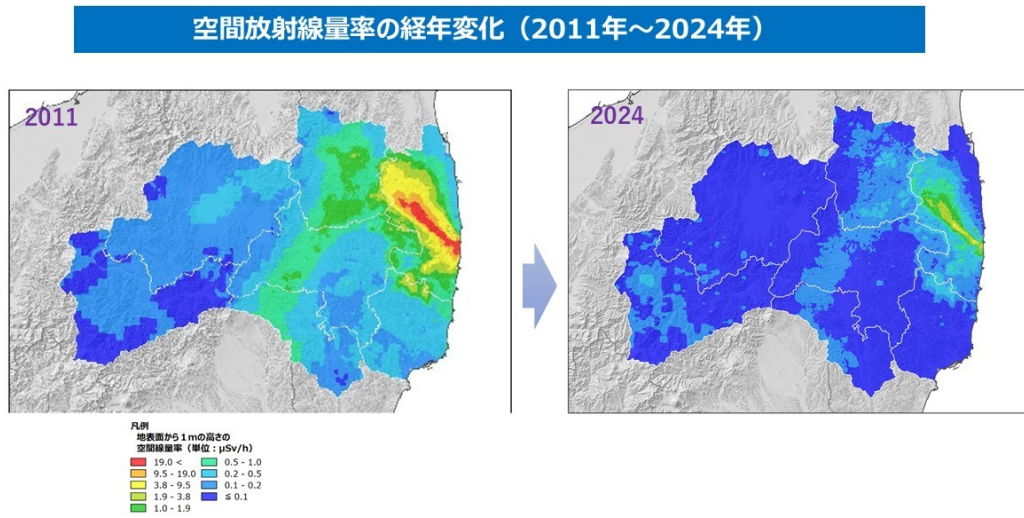 空間放射線量率の経年変化（2011年～2024年）
2011
2024
凡例
地表面から１mの高さの
空間線量率（単位：μSv/h）
19.0 <
9.5 - 19.0
3.8 - 9.5
1.9 - 3.8
1.0 - 1.9
0.5 - 1.0
0.2 - 0.5
0.1 - 0.2
≦ 0.1